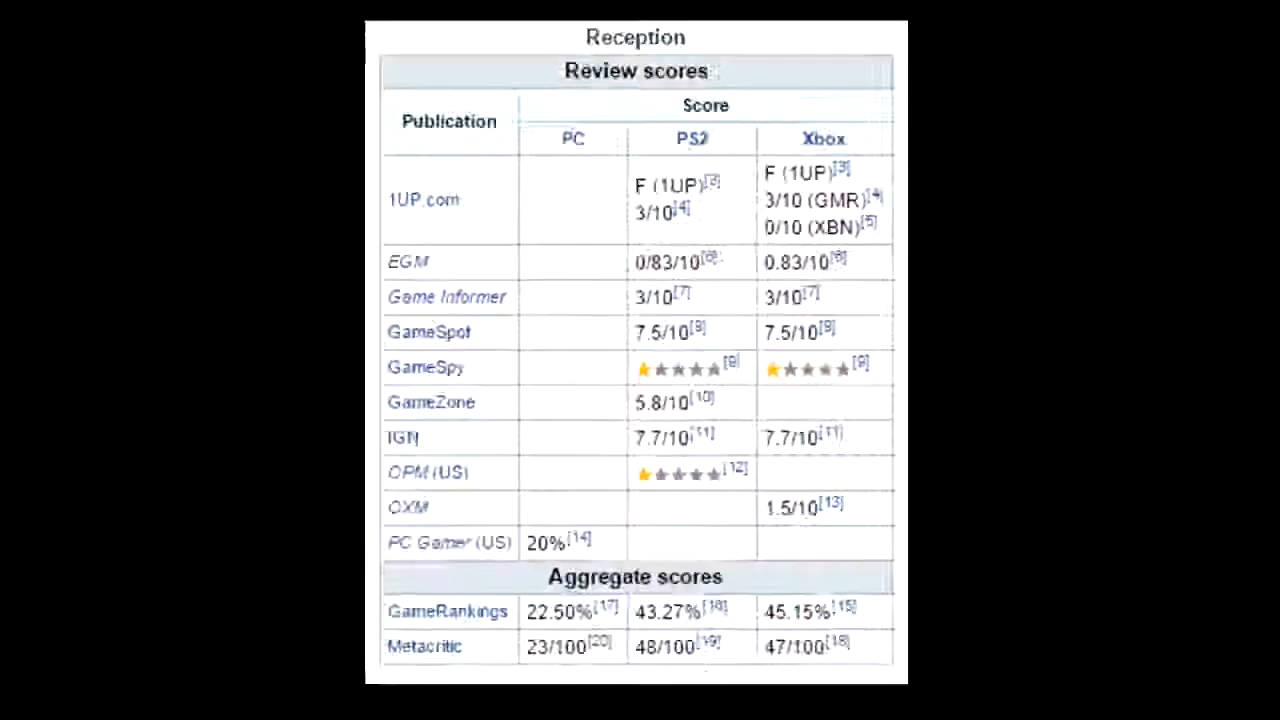 Reception
Review scores
Publication
Score
PC PS2 Xbox
1UP.com
F (1UP)[3]
3/10[4]
F (1UP)[3]
3/10 (GMR)[4]
0/10 (XBN)[5]
EGM 0/83/10[6] 0.83/10[6]
Game Informer 3/10[7] 3/10[7]
GameSpot 7.5/10[8] 7.5/10[8]
GameSpy ★★★★★[9] ★★★★★[9]
GameZone 5.8/10[10]
IGN 7.7/10[11] 7.7/10[11]
OPM (US) ★★★★★[12]
OXM 1.5/10[13]
PC Gamer (US) 20%[14]
Aggregate scores
GameRankings 22.50%[17] 43.27%[16] 45.15%[15]
Metacritic 23/100[20] 48/100[19] 47/100[18]